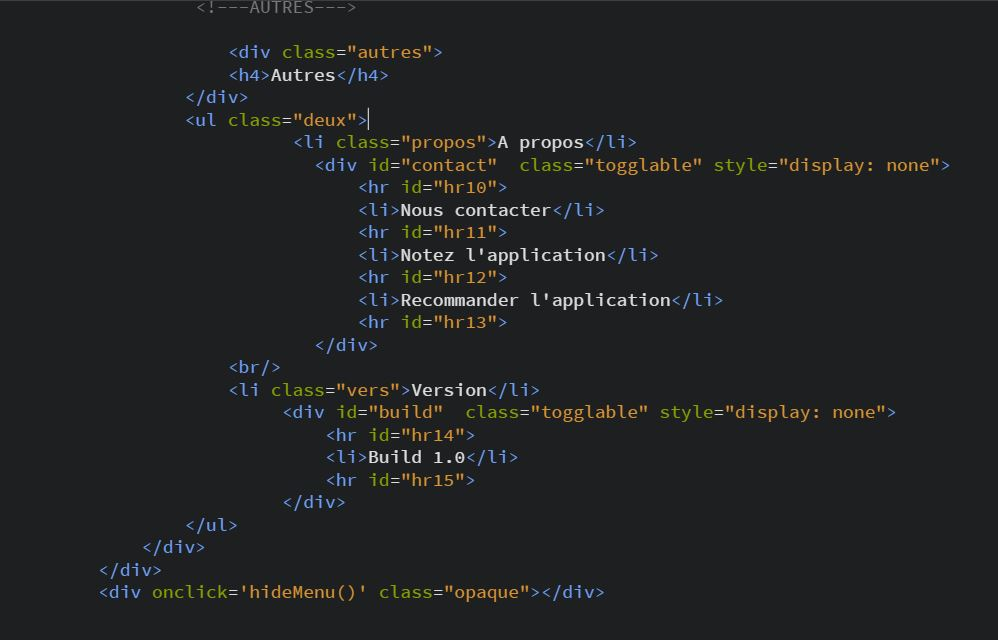 <!---AUTRES--->
<div class="autres">
<h4>Autres</h4>
</div>
<ul class="deux">
<li class="propos">A propos</li>
<div id="contact"  class="togglable" style="display: none">
<hr id="hr10">
<li>Nous contacter</li>
<hr id="hr11">
<li>Notez l'application</li>
<hr id="hr12">
<li>Recommander l'application</li>
<hr id="hr13">
</div>
<br/>
<li class="vers">Version</li>
<div id="build"  class="togglable" style="display: none">
<hr id="hr14">
<li>Build 1.0</li>
<hr id="hr15">
</div>
</ul>
</div>
</div>
<div onclick='hideMenu()' class="opaque"></div>